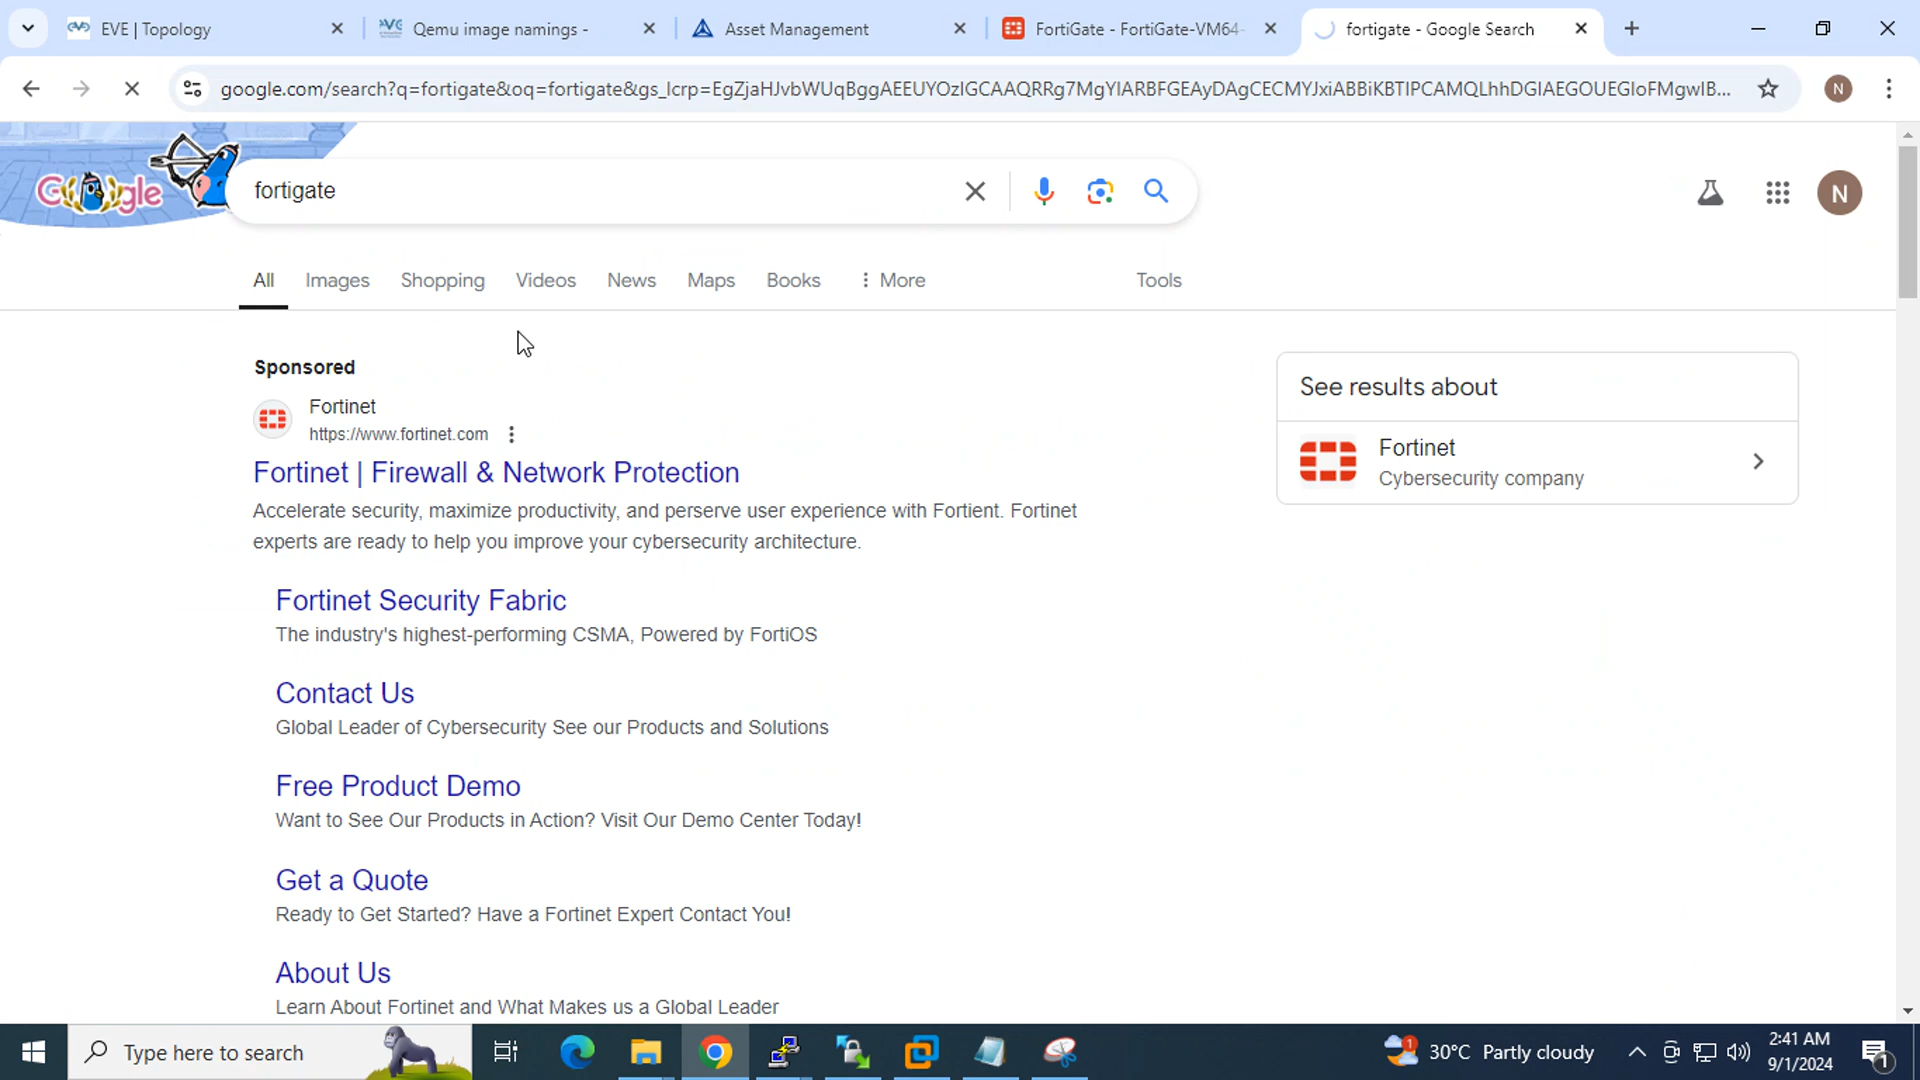 EVE | Topology
Qemu image namings -
Asset Management
FortiGate - FortiGate-VM64-
fortigate - Google Search
google.com/search?q=fortigate&oq=fortigate&gs_lcrp=EgZjaHJvbWUqBggAEEUYOzIGCAAQRRg7MgYIARBFGEAyDAgCECMYJxiABBiKBTIPCAMQLhhDGIAEGOUEGIoFMgwIB...
N
Google
fortigate
N
All
Images
Shopping
Videos
News
Maps
Books
More
Tools
Sponsored
Fortinet
https://www.fortinet.com
Fortinet | Firewall & Network Protection
Accelerate security, maximize productivity, and perserve user experience with Fortient. Fortinet
experts are ready to help you improve your cybersecurity architecture.
Fortinet Security Fabric
The industry's highest-performing CSMA, Powered by FortiOS
Contact Us
Global Leader of Cybersecurity See our Products and Solutions
Free Product Demo
Want to See Our Products in Action? Visit Our Demo Center Today!
Get a Quote
Ready to Get Started? Have a Fortinet Expert Contact You!
About Us
Learn About Fortinet and What Makes us a Global Leader
See results about
Fortinet
Cybersecurity company
Type here to search
1
30°C Partly cloudy
2:41 AM
9/1/2024
1